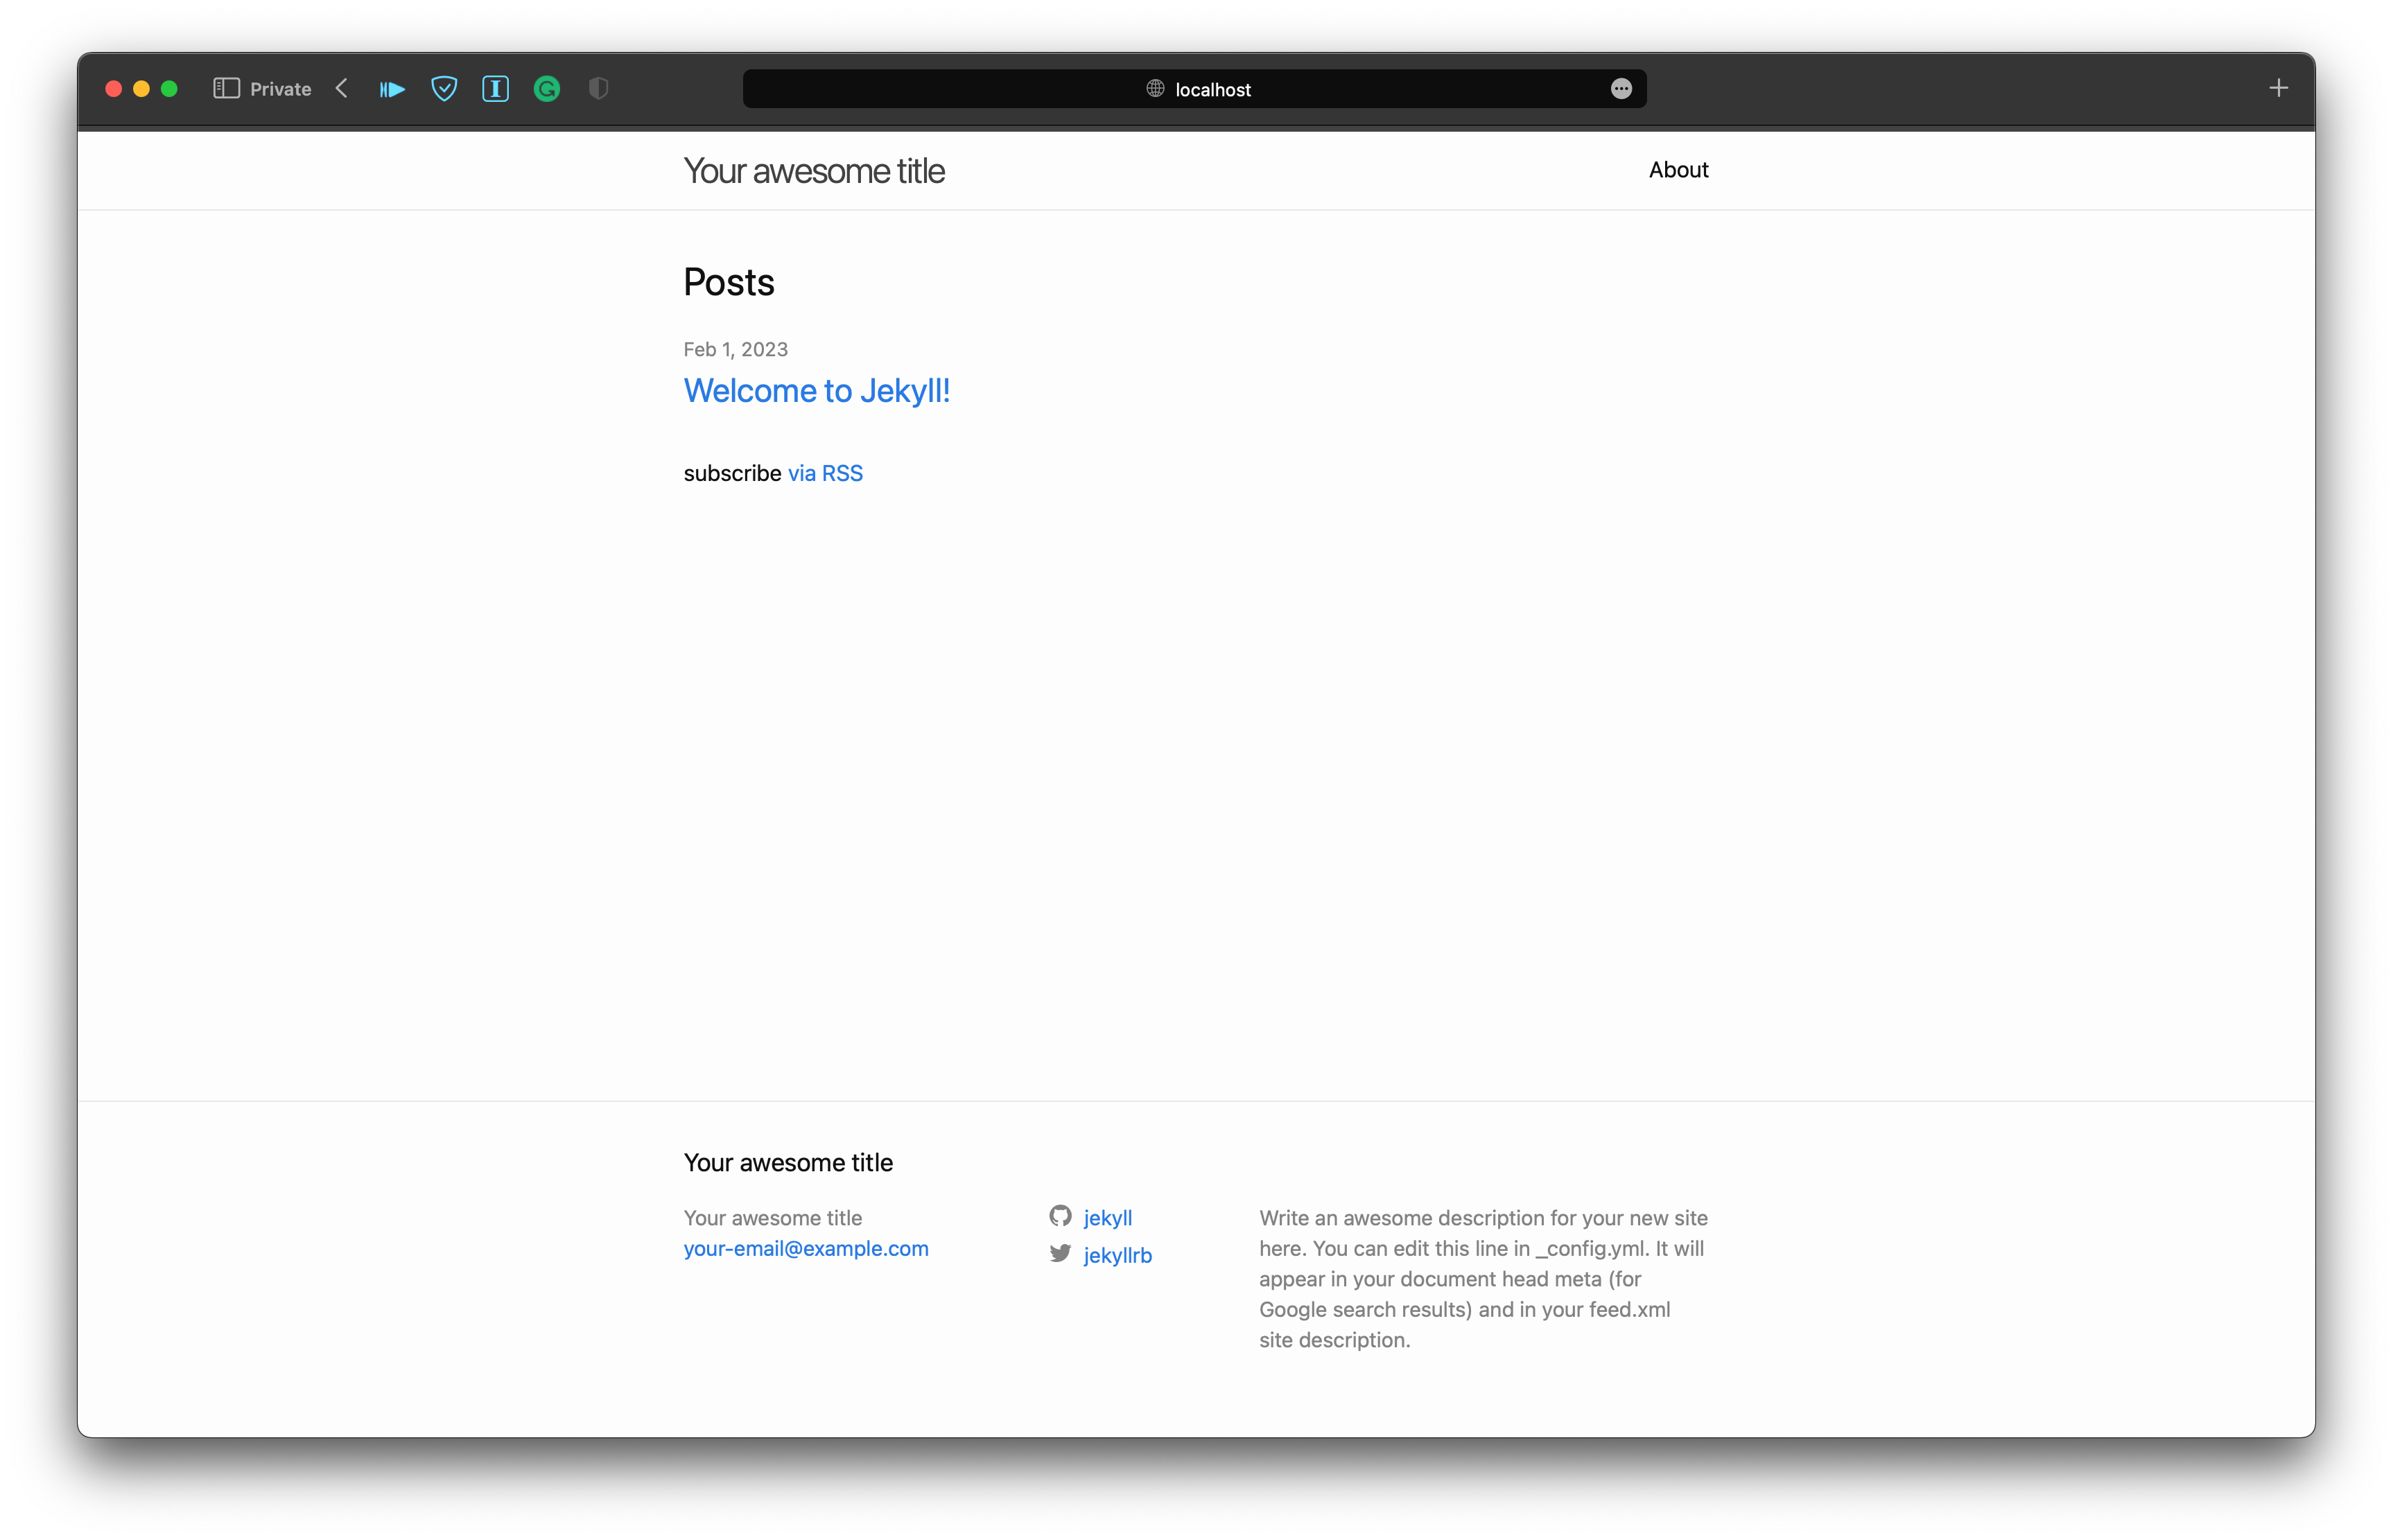 Private
localhost
Your awesome title
About
Posts
Feb 1, 2023
Welcome to Jekyll!
subscribe via RSS
Your awesome title
Your awesome title
your-email@example.com
jekyll
jekyllrb
Write an awesome description for your new site
here. You can edit this line in _config.yml. It will
appear in your document head meta (for
Google search results) and in your feed.xml
site description.